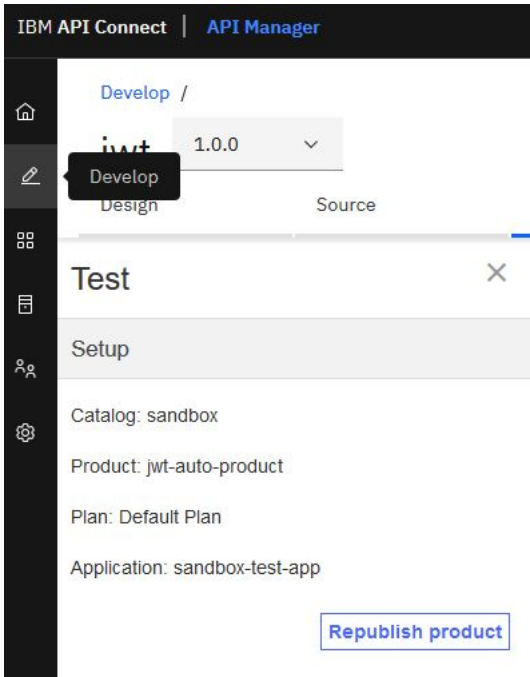 IBM API Connect | API Manager
Develop /
jwt 1.0.0
Develop
Design Source
Test
Setup
Catalog: sandbox
Product: jwt-auto-product
Plan: Default Plan
Application: sandbox-test-app
Republish product